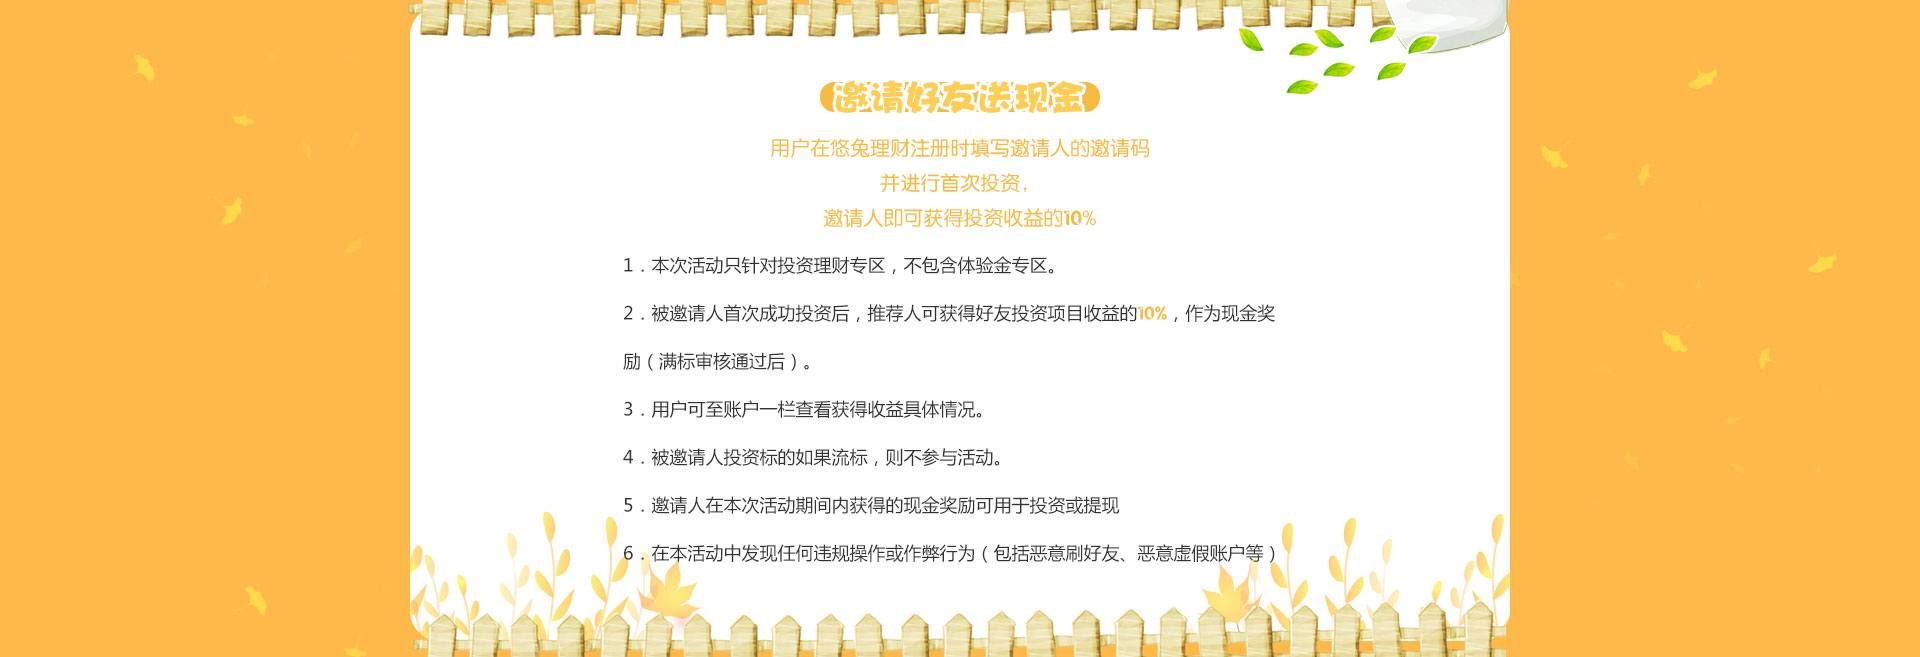 邀请好友送现金
用户在悠兔理财注册时填写邀请人的邀请码
并进行首次投资，
邀请人即可获得投资收益的10%
1．本次活动只针对投资理财专区，不包含体验金专区。
2．被邀请人首次成功投资后，推荐人可获得好友投资项目收益的10%，作为现金奖
励（满标审核通过后）。
3．用户可至账户一栏查看获得收益具体情况。
4．被邀请人投资标的如果流标，则不参与活动。
5．邀请人在本次活动期间内获得的现金奖励可用于投资或提现
6．在本活动中发现任何违规操作或作弊行为（包括恶意刷好友、恶意虚假账户等）